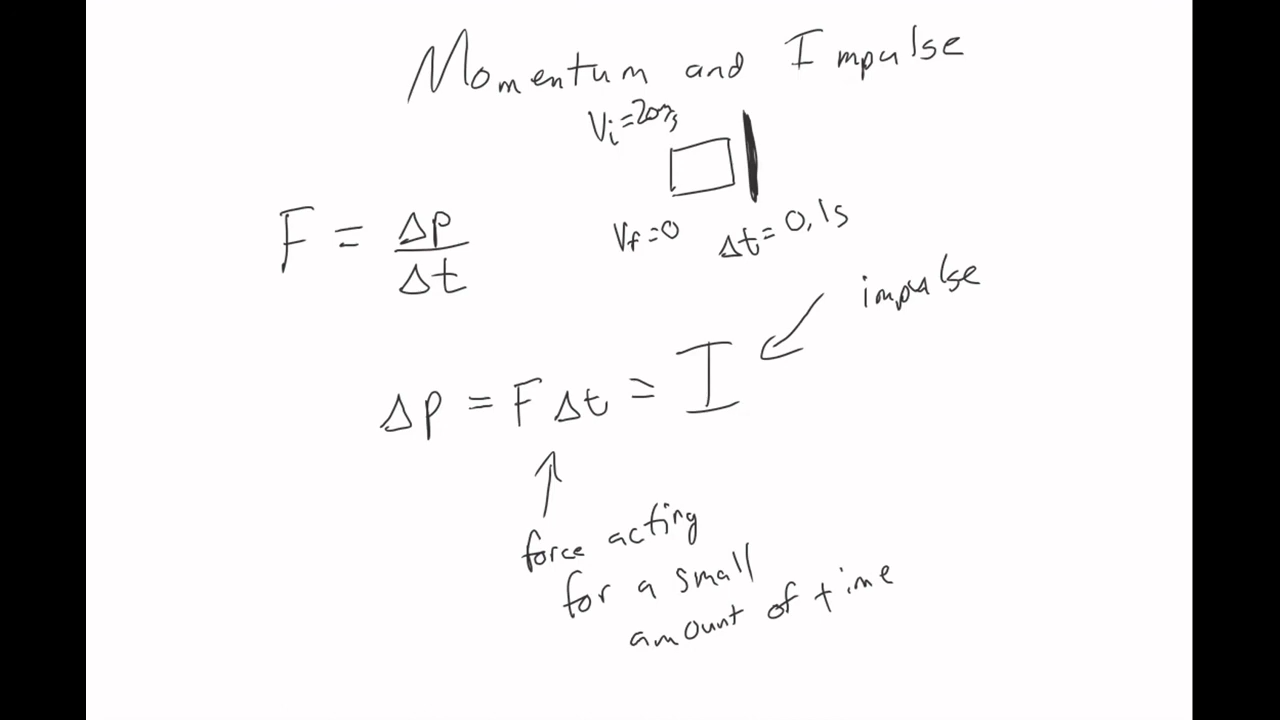 Momentum and Impulse
Vi=20m/s
F = Δp/Δt
Vf=0
Δt=0.1s
impulse
Δp = FΔt = I
force acting
for a small
amount of time